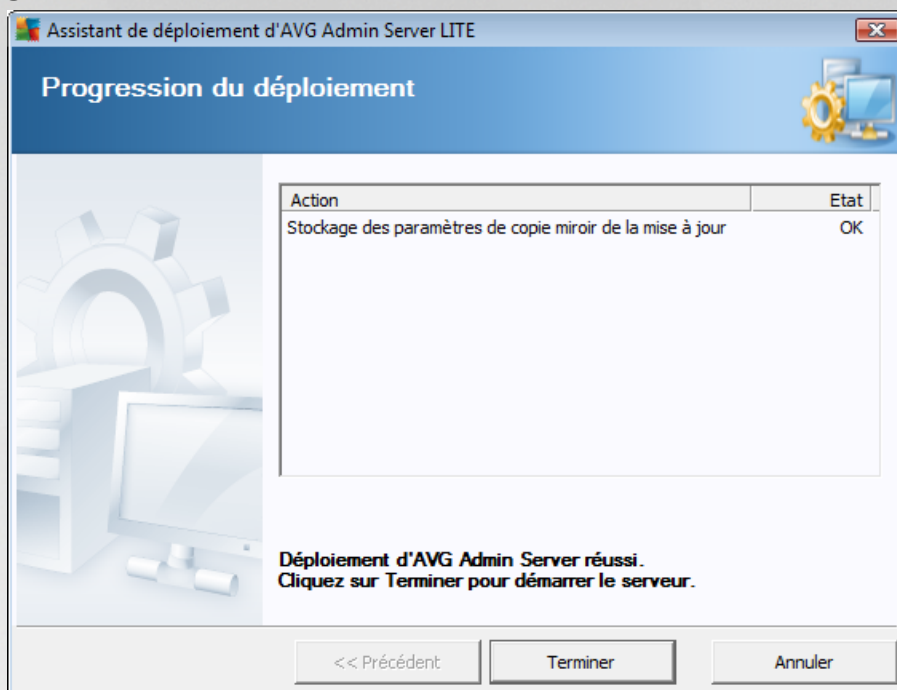 Assistant de déploiement d'AVG Admin Server LITE
Progression du déploiement
Action Etat
Stockage des paramètres de copie miroir de la mise à jour OK
Déploiement d'AVG Admin Server réussi.
Cliquez sur Terminer pour démarrer le serveur.
<< Précédent Terminer Annuler